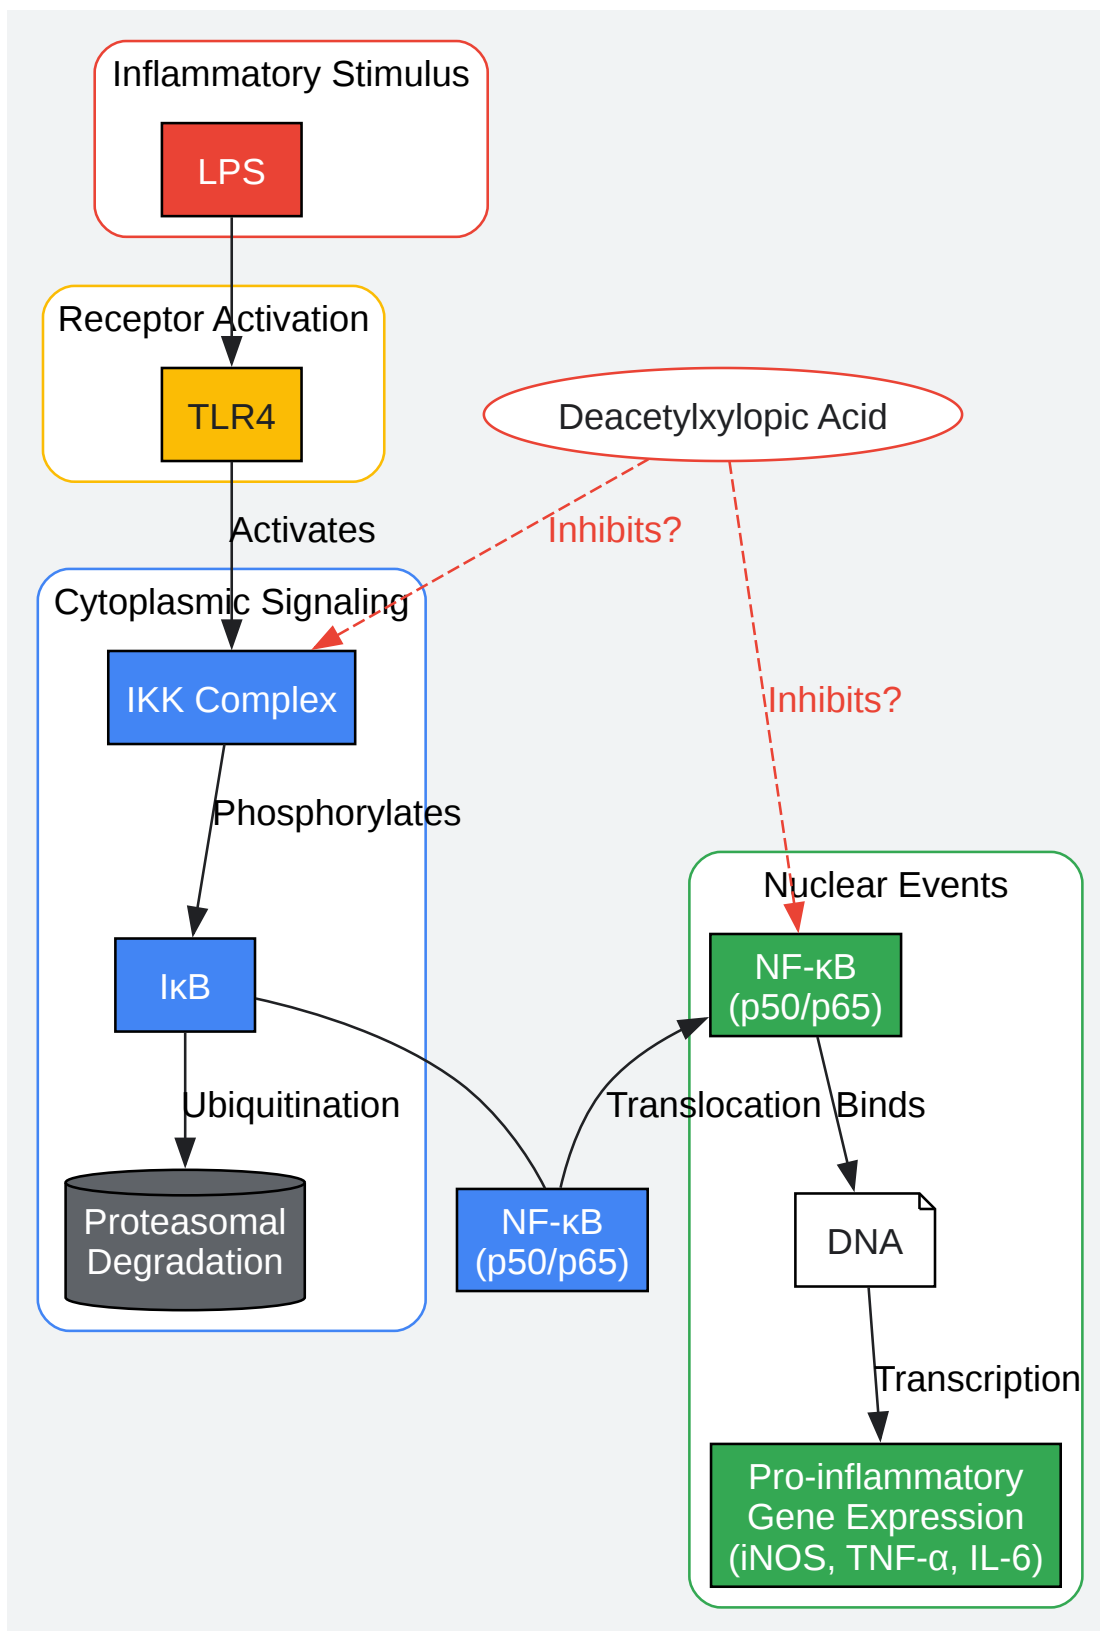 Inflammatory Stimulus
LPS
Receptor Activation
TLR4
Deacetylxylopic Acid
Activates
Inhibits?
Cytoplasmic Signaling
IKK Complex
Inhibits?
Phosphorylates
Nuclear Events
NF-κB
(p50/p65)
IκB
Ubiquitination
Translocation
Binds
Proteasomal
Degradation
NF-κB
(p50/p65)
DNA
Transcription
Pro-inflammatory
Gene Expression
(iNOS, TNF-α, IL-6)